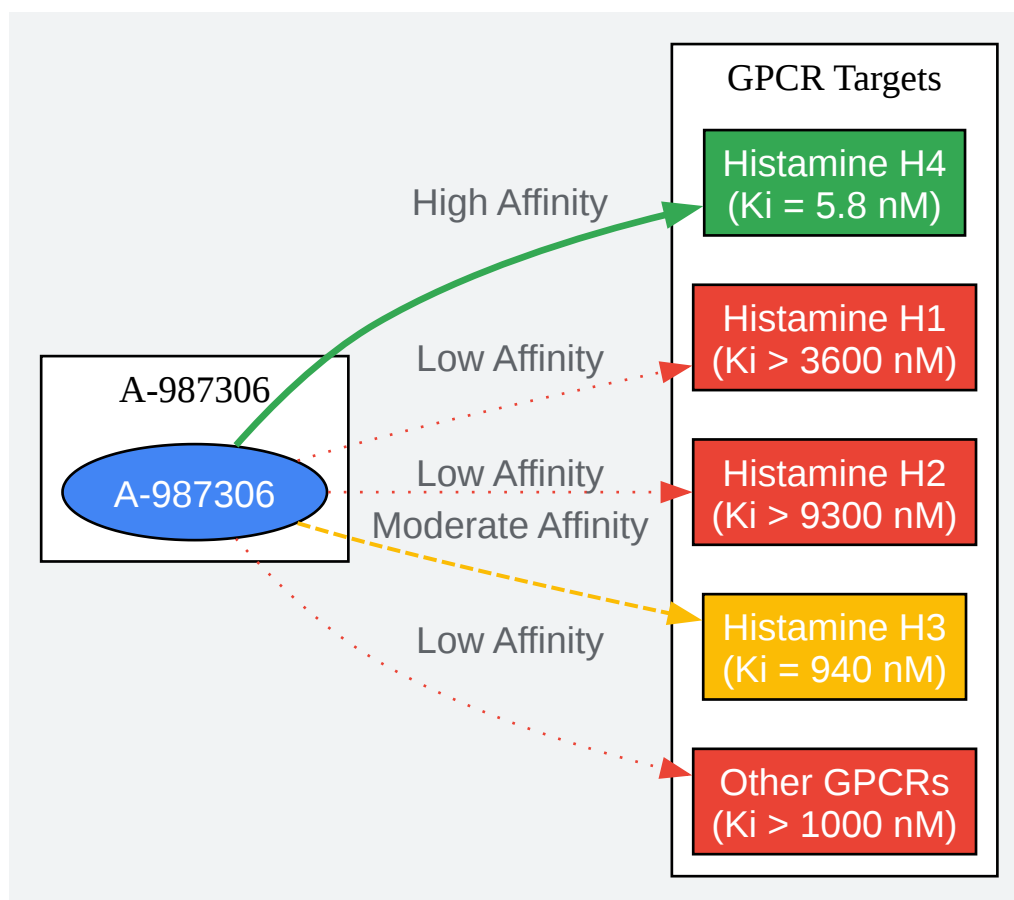 GPCR Targets
Histamine H4
(Ki = 5.8 nM)
High Affinity
Histamine H1
(Ki > 3600 nM)
Low Affinity
A-987306
A-987306
Low Affinity
Histamine H2
(Ki > 9300 nM)
Moderate Affinity
Histamine H3
(Ki = 940 nM)
Low Affinity
Other GPCRs
(Ki > 1000 nM)